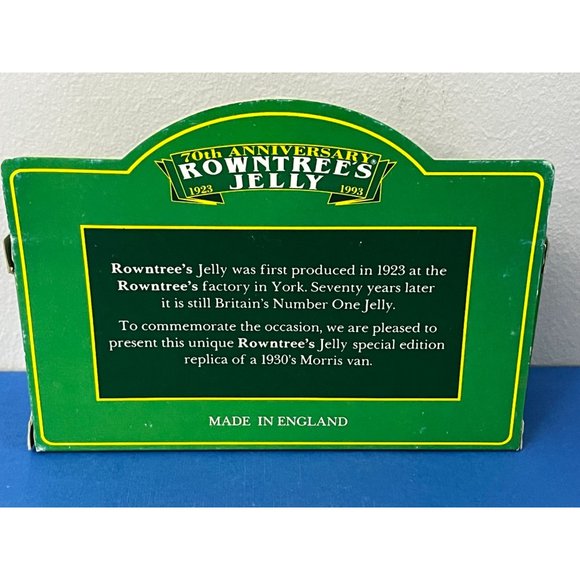 70th ANNIVERSARY
ROWNTREE'S
JELLY
1923 1993
Rowntree's Jelly was first produced in 1923 at the
Rowntree's factory in York. Seventy years later
it is still Britain's Number One Jelly.
To commemorate the occasion, we are pleased to
present this unique Rowntree's Jelly special edition
replica of a 1930's Morris van.
MADE IN ENGLAND